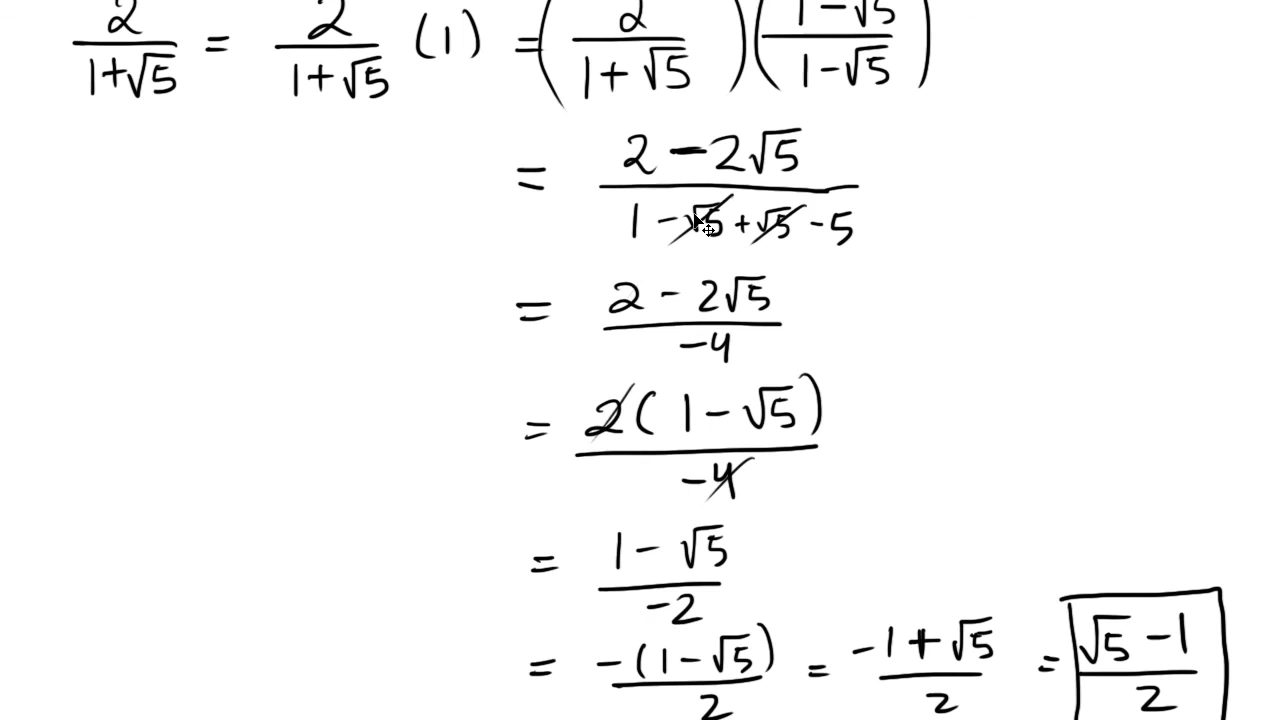 2/(1+√5) = 2/(1+√5) (1) = (2/(1+√5))((1-√5)/(1-√5))
= (2-2√5)/(1-√5+√5-5)
= (2-2√5)/-4
= 2(1-√5)/-4
= (1-√5)/-2
= -(1-√5)/2 = (-1+√5)/2 = (√5-1)/2